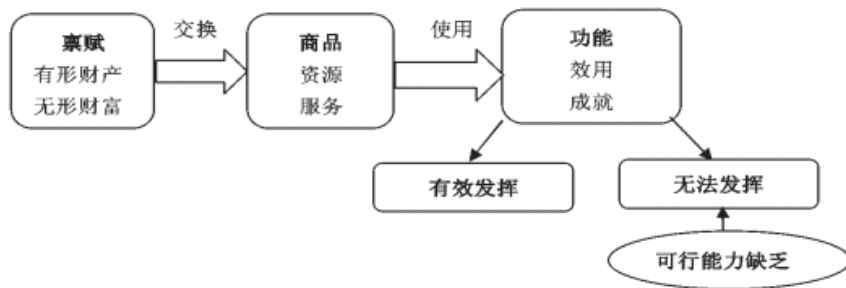 禀赋
有形财产
无形财富
交换
商品
资源
服务
使用
功能
效用
成就
有效发挥
无法发挥
可行能力缺乏